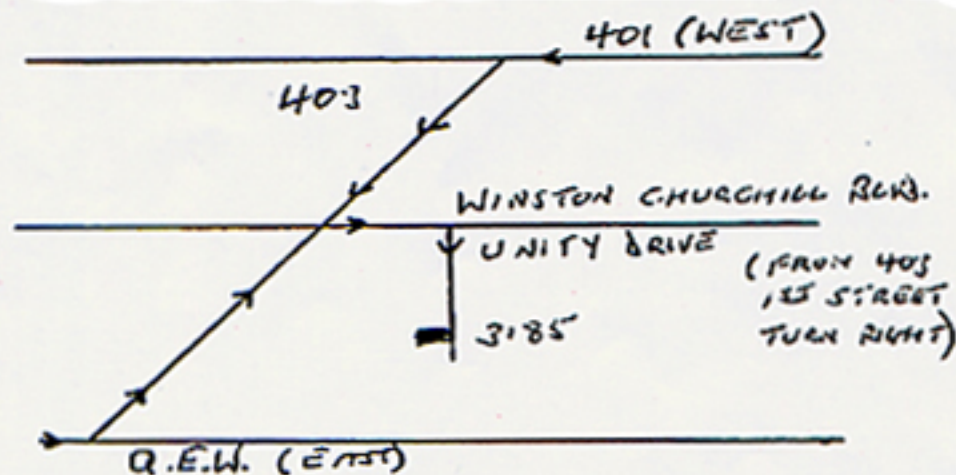 401 (WEST)
403
WINSTON CHURCHILL BLVD.
UNITY DRIVE
(FROM 403
1ST STREET
TURN RIGHT)
3185
Q.E.W. (EAST)